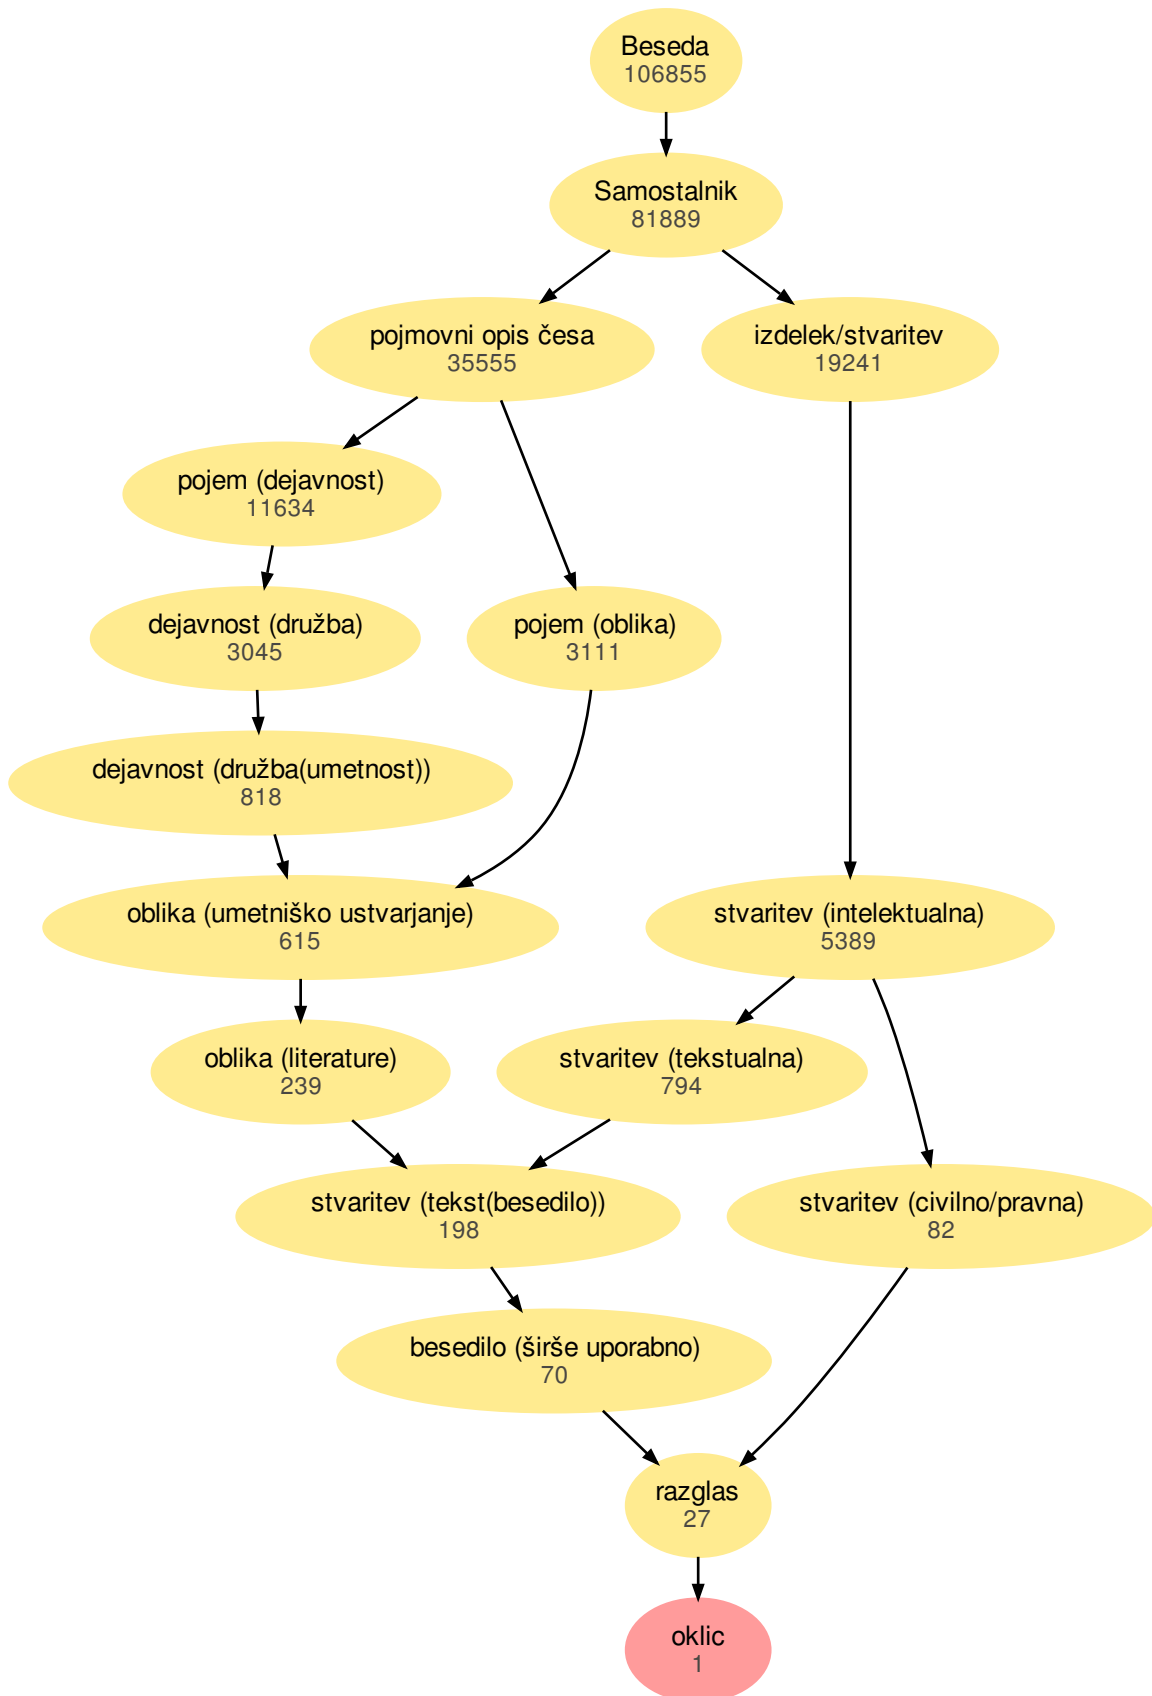 Beseda
106855
Samostalnik
81889
pojmovni opis česa
35555
izdelek/stvaritev
19241
pojem (dejavnost)
11634
dejavnost (družba)
3045
pojem (oblika)
3111
dejavnost (družba(umetnost))
818
oblika (umetniško ustvarjanje)
615
stvaritev (intelektualna)
5389
oblika (literature)
239
stvaritev (tekstualna)
794
stvaritev (tekst(besedilo))
198
stvaritev (civilno/pravna)
82
besedilo (širše uporabno)
70
razglas
27
oklic
1